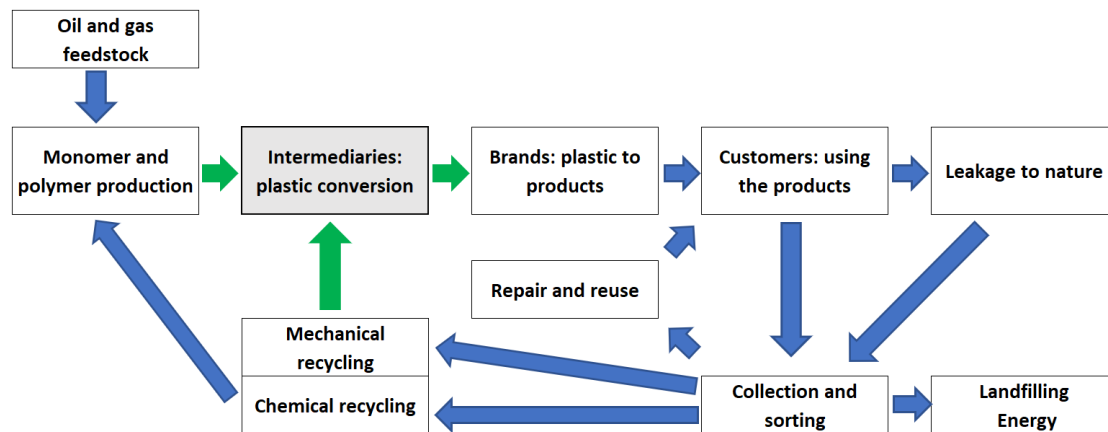 Oil and gas
feedstock
Monomer and
polymer production
Intermediaries:
plastic conversion
Brands: plastic to
products
Customers: using
the products
Leakage to nature
Repair and reuse
Mechanical
recycling
Chemical recycling
Collection and
sorting
Landfilling
Energy